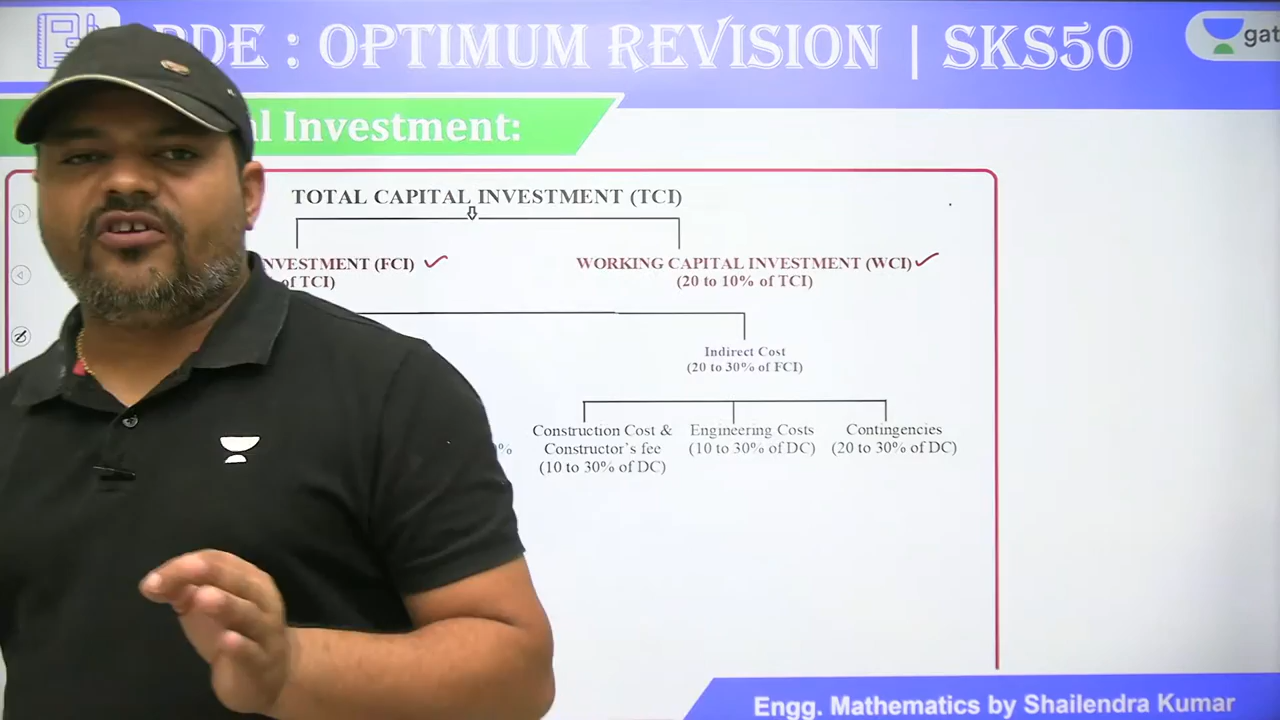 PDE : OPTIMUM REVISION | SKS50
gat
Investment:
TOTAL CAPITAL INVESTMENT (TCI)
INVESTMENT (FCI)
of TCI)
WORKING CAPITAL INVESTMENT (WCI)
(20 to 10% of TCI)
Indirect Cost
(20 to 30% of FCI)
Construction Cost &
Constructor's fee
(10 to 30% of DC)
Engineering Costs
(10 to 30% of DC)
Contingencies
(20 to 30% of DC)
Engg. Mathematics by Shailendra Kumar